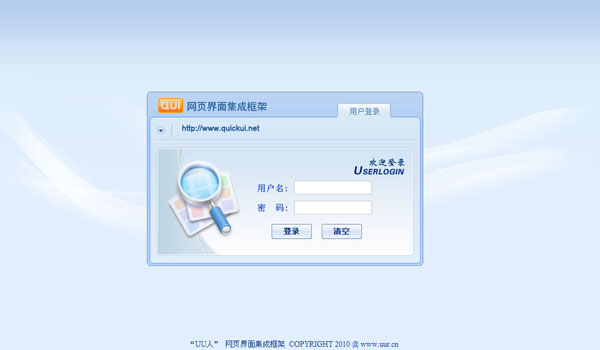 QUI 网页界面集成框架
用户登录
http://www.quickui.net
欢迎登录
USERLOGIN
用户名:
密 码:
登录 清空
“UU人” 网页界面集成框架 COPYRIGHT 2010 @ www.uur.cn